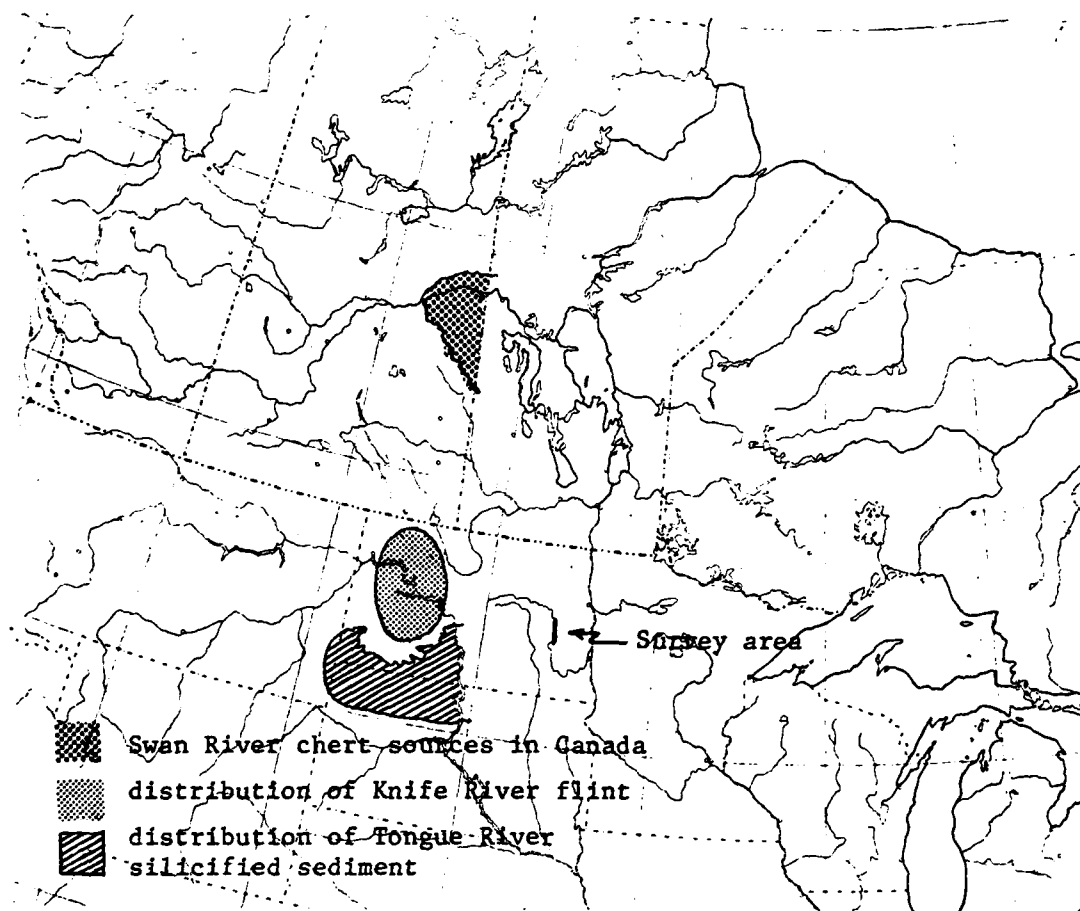 Survey area
Swan River chert sources in Canada
distribution of Knife River flint
distribution of Tongue River
silicified sediment